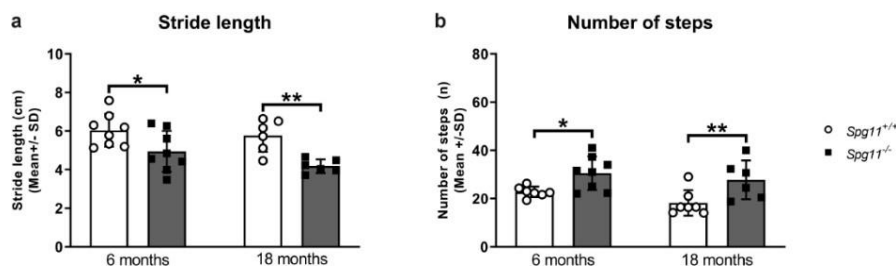 a
Stride length
Stride length (cm)
(Mean+/- SD)
10
8
6
4
2
0
*
**
6 months
18 months
b
Number of steps
Number of steps (n)
(Mean +/-SD)
80
60
40
20
0
*
**
6 months
18 months
Spg11+/+
Spg11-/-